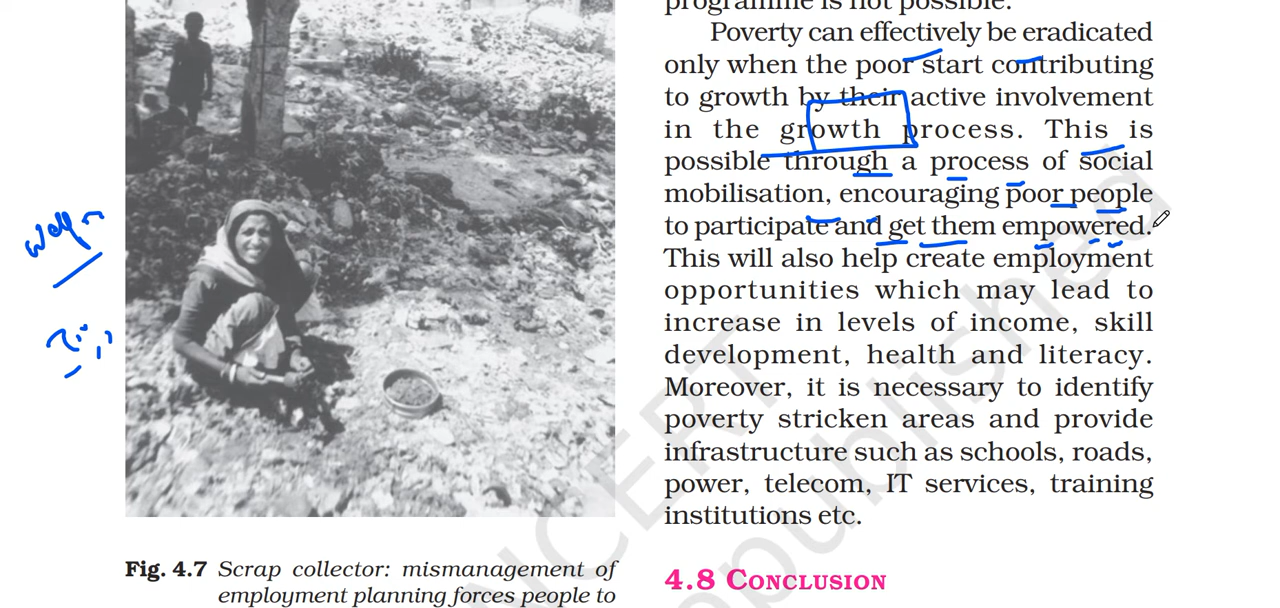 programme is not possible.
Poverty can effectively be eradicated
only when the poor start contributing
to growth by their active involvement
in the growth process. This is
possible through a process of social
mobilisation, encouraging poor people
to participate and get them empowered.
This will also help create employment
opportunities which may lead to
increase in levels of income, skill
development, health and literacy.
Moreover, it is necessary to identify
poverty stricken areas and provide
infrastructure such as schools, roads,
power, telecom, IT services, training
institutions etc.
4.8 CONCLUSION
Fig. 4.7 Scrap collector: mismanagement of
employment planning forces people to
NCERT
republished